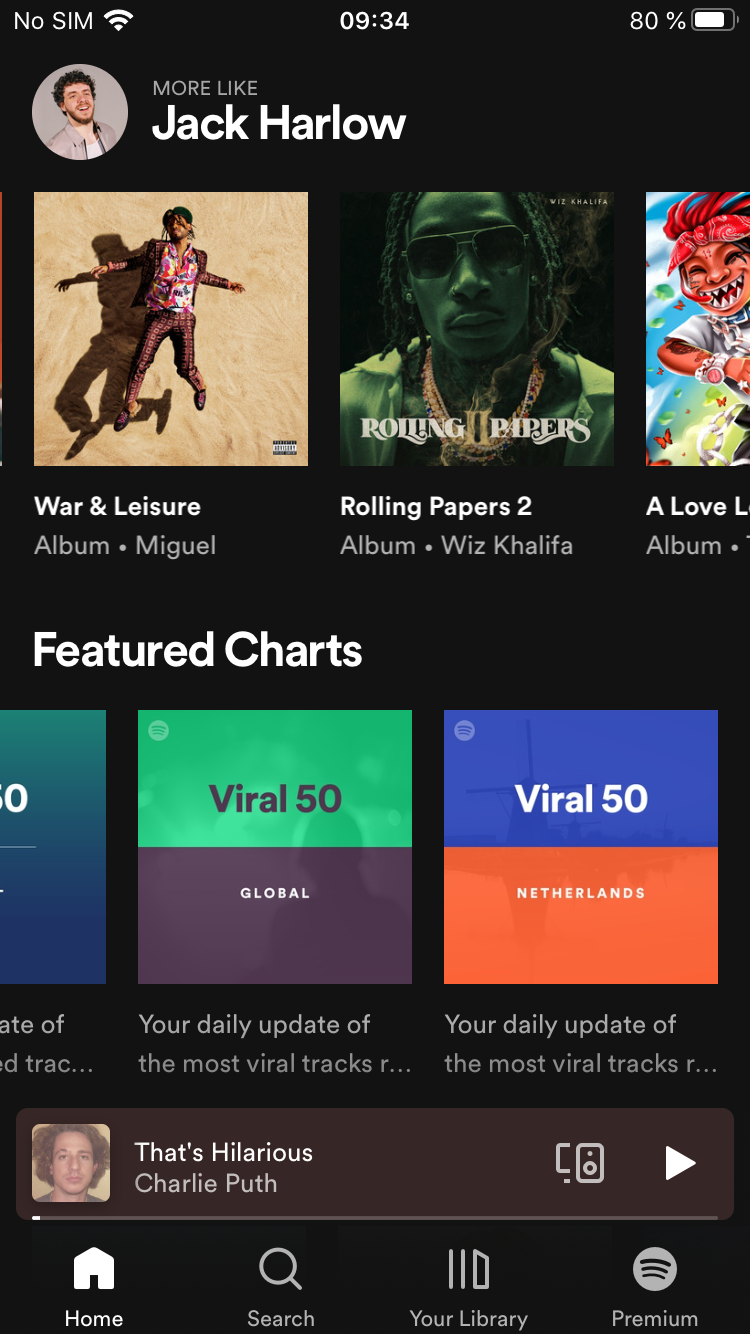 No SIM 09:34 80 %
MORE LIKE
Jack Harlow
WIZ KHALIFA
ROLLING II PAPERS
PARENTAL
ADVISORY
War & Leisure
Rolling Papers 2
A Love L
Album • Miguel
Album • Wiz Khalifa
Album •
Featured Charts
50
Viral 50
Viral 50
GLOBAL
NETHERLANDS
ate of
Your daily update of
Your daily update of
ed trac...
the most viral tracks r...
the most viral tracks r...
That's Hilarious
Charlie Puth
Home
Search
Your Library
Premium